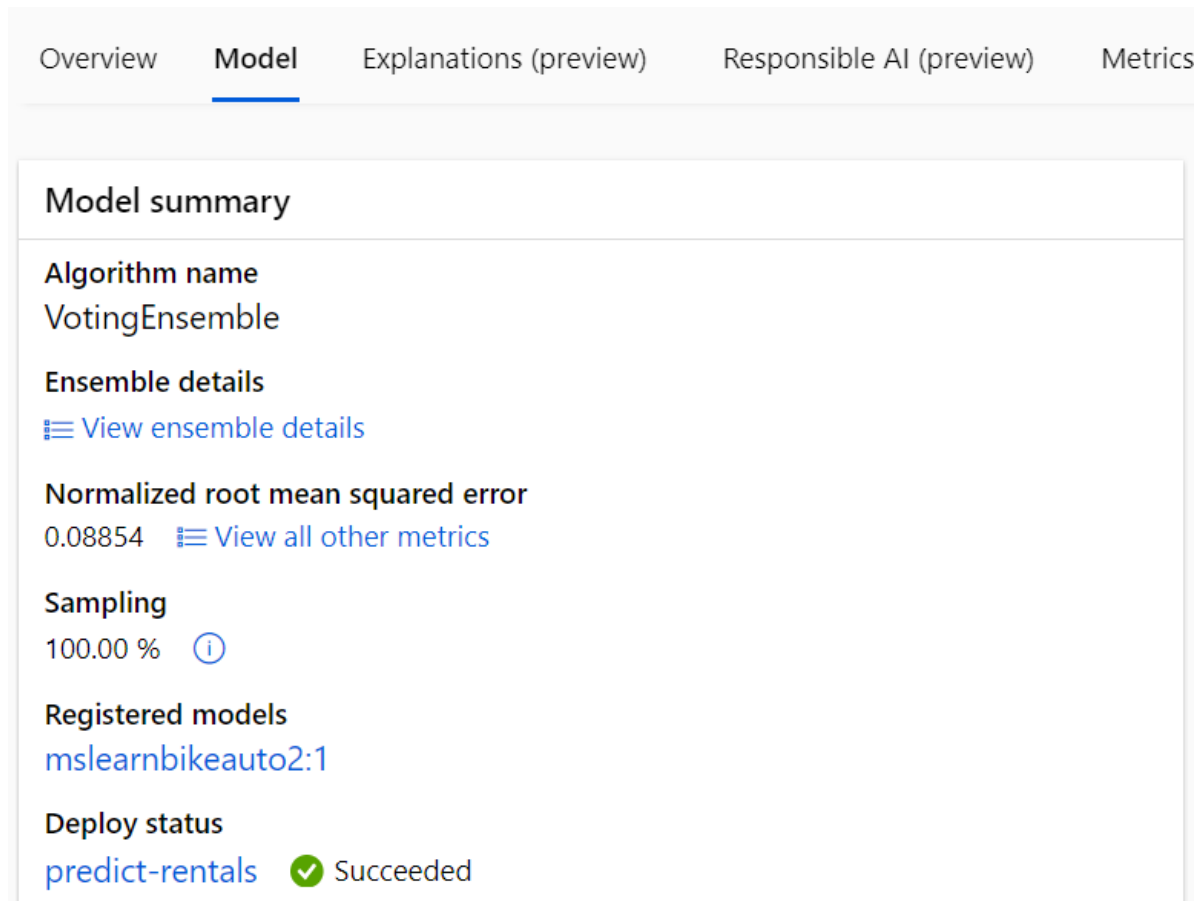 Overview Model Explanations (preview) Responsible AI (preview) Metrics
Model summary
Algorithm name
VotingEnsemble
Ensemble details
View ensemble details
Normalized root mean squared error
0.08854 View all other metrics
Sampling
100.00 %
Registered models
mslearnbikeauto2:1
Deploy status
predict-rentals Succeeded